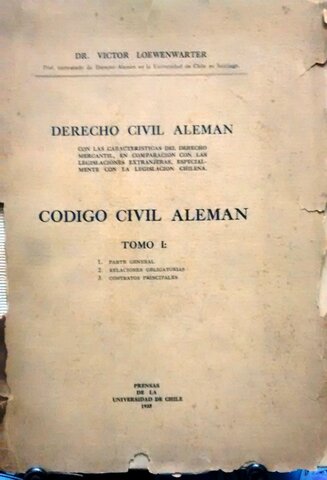 DR. VICTOR LOEWENWARTER
Prof. contratado de Derecho Alemán en la Universidad de Chile en Santiago.
DERECHO CIVIL ALEMAN
CON LAS CARACTERISTICAS DEL DERECHO
MERCANTIL, EN COMPARACION CON LAS
LEGISLACIONES EXTRANJERAS, ESPECIAL-
MENTE CON LA LEGISLACION CHILENA.
CODIGO CIVIL ALEMAN
TOMO I:
1. PARTE GENERAL
2. RELACIONES OBLIGATORIAS
3. CONTRATOS PRINCIPALES
PRENSAS
DE LA
UNIVERSIDAD DE CHILE
1935